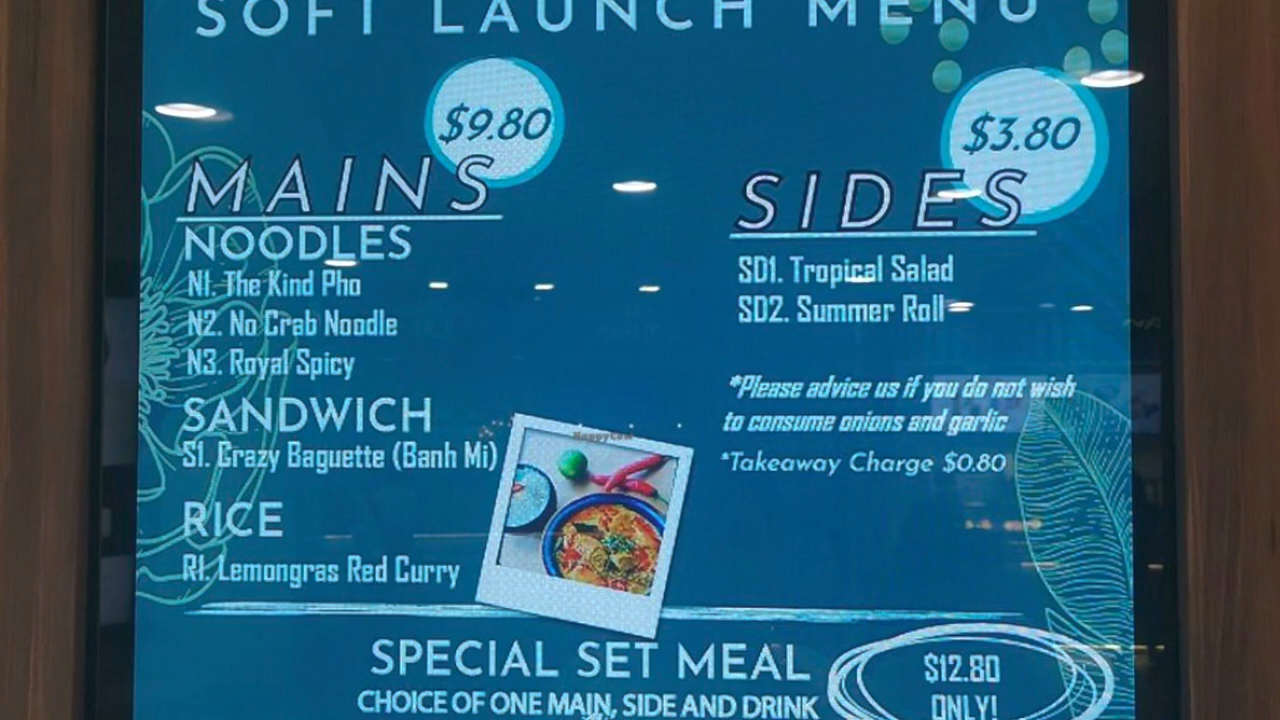 SOFT LAUNCH MENU
$9.80
MAINS
NOODLES
N1. The Kind Pho
N2. No Crab Noodle
N3. Royal Spicy
SANDWICH
S1. Crazy Baguette (Banh Mi)
RICE
R1. Lemongras Red Curry
$3.80
SIDES
SD1. Tropical Salad
SD2. Summer Roll
*Please advice us if you do not wish
to consume onions and garlic
*Takeaway Charge $0.80
HappyCow
SPECIAL SET MEAL
CHOICE OF ONE MAIN, SIDE AND DRINK
$12.80
ONLY!